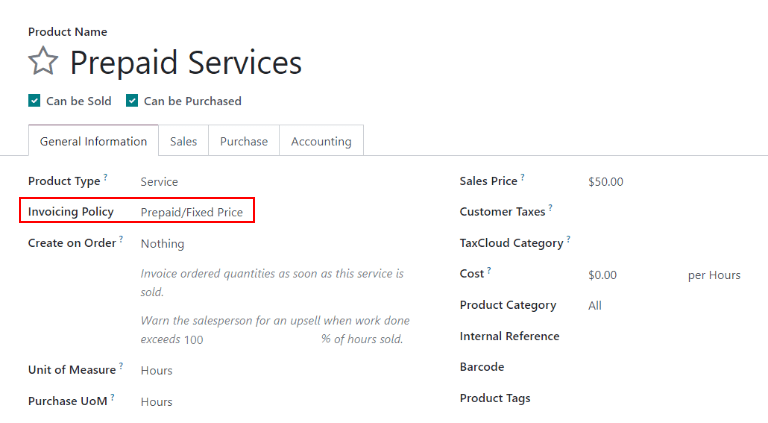 Product Name
Prepaid Services
Can be Sold Can be Purchased
General Information Sales Purchase Accounting
Product Type ? Service
Invoicing Policy Prepaid/Fixed Price
Create on Order ? Nothing
Invoice ordered quantities as soon as this service is
sold.
Warn the salesperson for an upsell when work done
exceeds 100 % of hours sold.
Unit of Measure ? Hours
Purchase UoM ? Hours
Sales Price ? $50.00
Customer Taxes ?
TaxCloud Category ?
Cost ? $0.00 per Hours
Product Category All
Internal Reference
Barcode
Product Tags